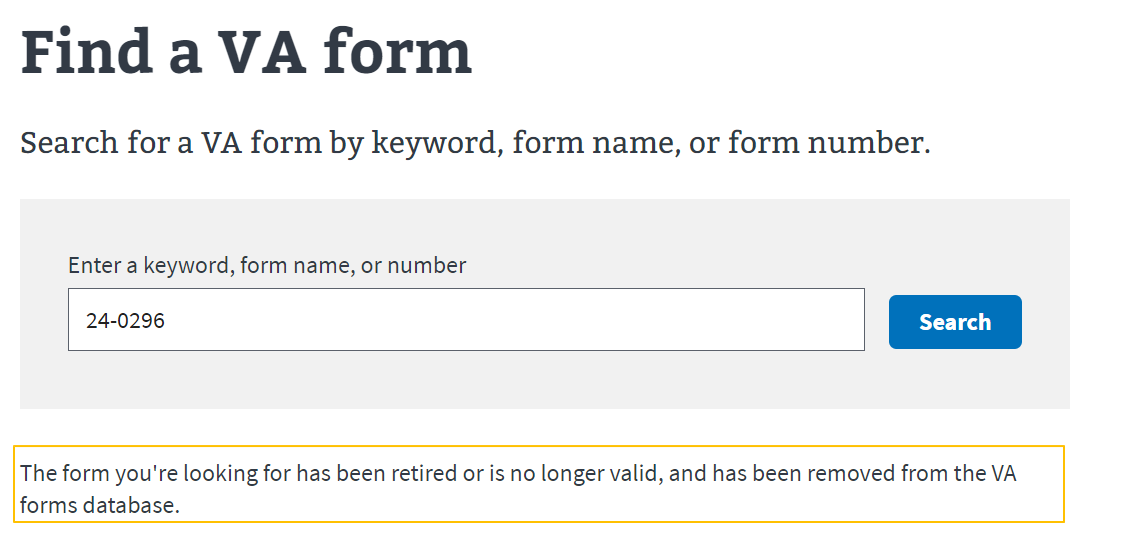 Find a VA form
Search for a VA form by keyword, form name, or form number.
Enter a keyword, form name, or number
24-0296
Search
The form you're looking for has been retired or is no longer valid, and has been removed from the VA
forms database.